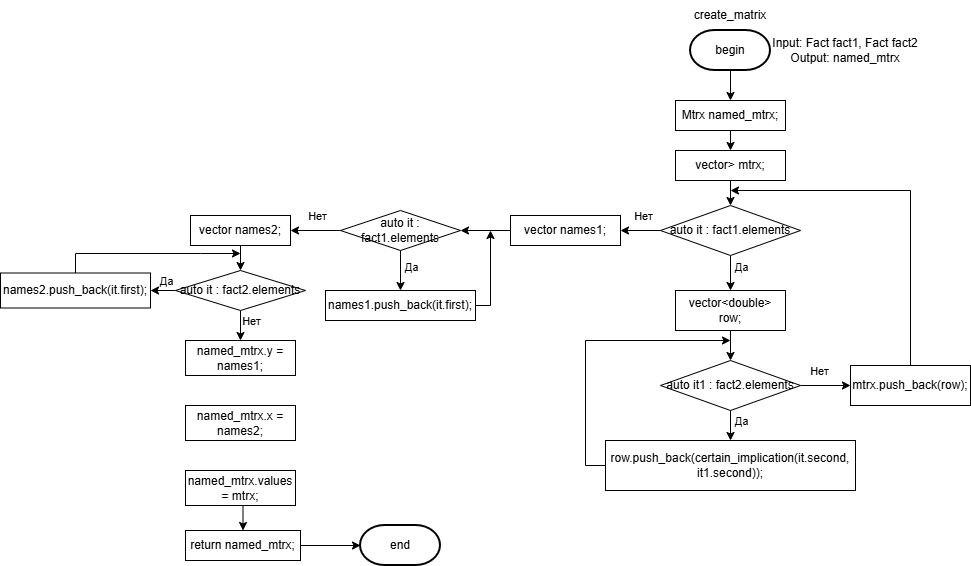 create_matrix
begin
Input: Fact fact1, Fact fact2
Output: named_mtrx
Mtrx named_mtrx;
vector> mtrx;
auto it : fact1.elements
Нет
Да
vector<double>
row;
auto it1 : fact2.elements
Нет
mtrx.push_back(row);
Да
row.push_back(certain_implication(it.second,
it1.second));
vector names1;
auto it :
fact1.elements
Нет
Да
names1.push_back(it.first);
vector names2;
auto it : fact2.elements
Да
names2.push_back(it.first);
Нет
named_mtrx.y =
names1;
named_mtrx.x =
names2;
named_mtrx.values
= mtrx;
return named_mtrx;
end